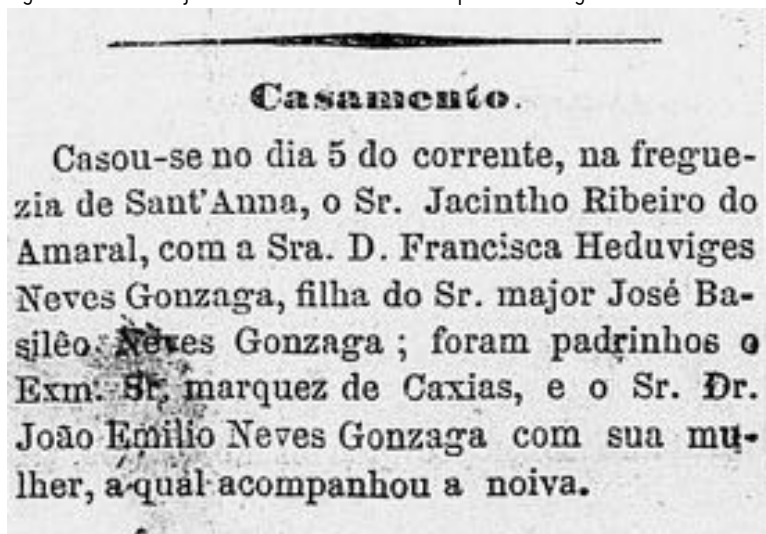 Casamento.
Casou-se no dia 5 do corrente, na fregue-
zia de Sant'Anna, o Sr. Jacintho Ribeiro do
Amaral, com a Sra. D. Francisca Heduviges
Neves Gonzaga, filha do Sr. major José Ba-
silêo Neves Gonzaga ; foram padrinhos o
Exm. Sr. marquez de Caxias, e o Sr. Dr.
João Emilio Neves Gonzaga com sua mu-
lher, a qual acompanhou a noiva.